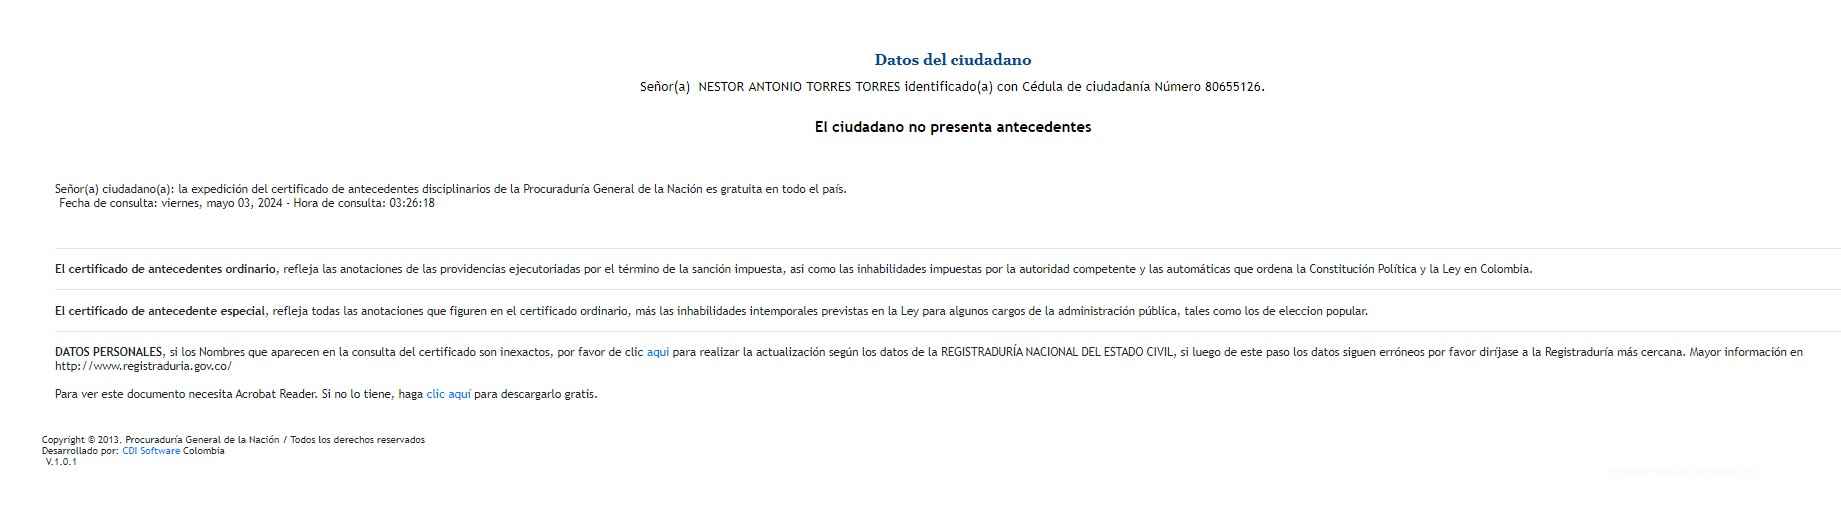 Datos del ciudadano
Señor(a) NESTOR ANTONIO TORRES TORRES identificado(a) con Cédula de ciudadanía Número 80655126.
El ciudadano no presenta antecedentes
Señor(a) ciudadano(a): la expedición del certificado de antecedentes disciplinarios de la Procuraduría General de la Nación es gratuita en todo el país.
Fecha de consulta: viernes, mayo 03, 2024 - Hora de consulta: 03:26:18
El certificado de antecedentes ordinario, refleja las anotaciones de las providencias ejecutoriadas por el término de la sanción impuesta, asi como las inhabilidades impuestas por la autoridad competente y las automáticas que ordena la Constitución Política y la Ley en Colombia.
El certificado de antecedente especial, refleja todas las anotaciones que figuren en el certificado ordinario, más las inhabilidades intemporales previstas en la Ley para algunos cargos de la administración pública, tales como los de eleccion popular.
DATOS PERSONALES, si los Nombres que aparecen en la consulta del certificado son inexactos, por favor de clic aqui para realizar la actualización según los datos de la REGISTRADURÍA NACIONAL DEL ESTADO CIVIL, si luego de este paso los datos siguen erróneos por favor diríjase a la Registraduría más cercana. Mayor información en
http://www.registraduria.gov.co/
Para ver este documento necesita Acrobat Reader. Si no lo tiene, haga clic aquí para descargarlo gratis.
Copyright © 2013. Procuraduría General de la Nación / Todos los derechos reservados
Desarrollado por: CDI Software Colombia
V.1.0.1